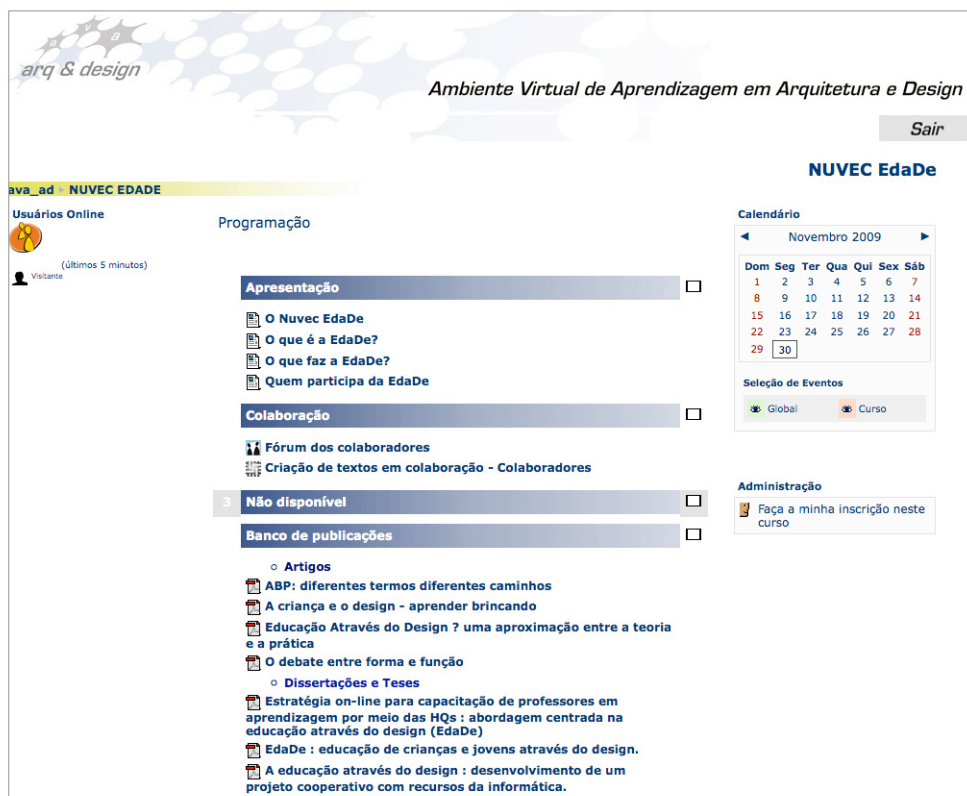 a v a
arq & design
Ambiente Virtual de Aprendizagem em Arquitetura e Design
Sair
NUVEC EdaDe
ava_ad ► NUVEC EDADE
Usuários Online
(últimos 5 minutos)
Visitante
Programação
Apresentação
O Nuvec EdaDe
O que é a EdaDe?
O que faz a EdaDe?
Quem participa da EdaDe
Colaboração
Fórum dos colaboradores
Criação de textos em colaboração - Colaboradores
3 Não disponível
Banco de publicações
Artigos
ABP: diferentes termos diferentes caminhos
A criança e o design - aprender brincando
Educação Através do Design ? uma aproximação entre a teoria
e a prática
O debate entre forma e função
Dissertações e Teses
Estratégia on-line para capacitação de professores em
aprendizagem por meio das HQs : abordagem centrada na
educação através do design (EdaDe)
EdaDe : educação de crianças e jovens através do design.
A educação através do design : desenvolvimento de um
projeto cooperativo com recursos da informática.
Calendário
◄ Novembro 2009 ►
Dom Seg Ter Qua Qui Sex Sáb
1 2 3 4 5 6 7
8 9 10 11 12 13 14
15 16 17 18 19 20 21
22 23 24 25 26 27 28
29 30
Seleção de Eventos
Global Curso
Administração
Faça a minha inscrição neste
curso